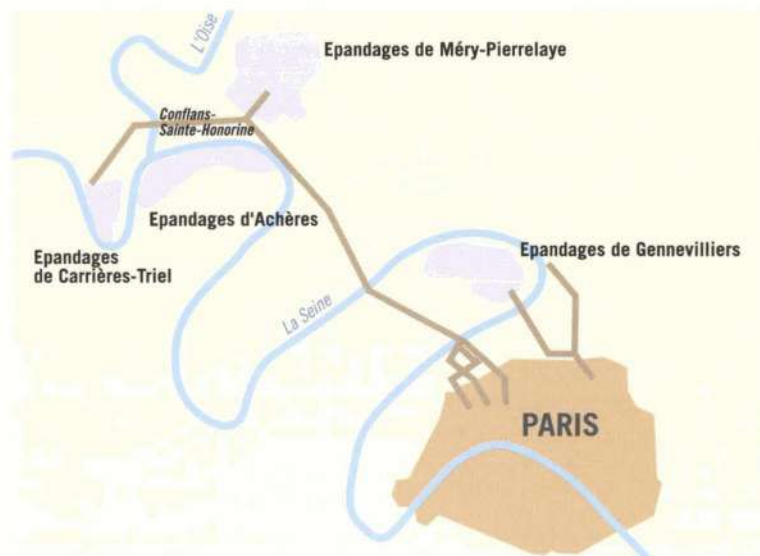 L'Oise
Epandages de Méry-Pierrelaye
Conflans-
Sainte-Honorine
Epandages d'Achères
Epandages de Gennevilliers
Epandages
de Carrières-Triel
La Seine
PARIS